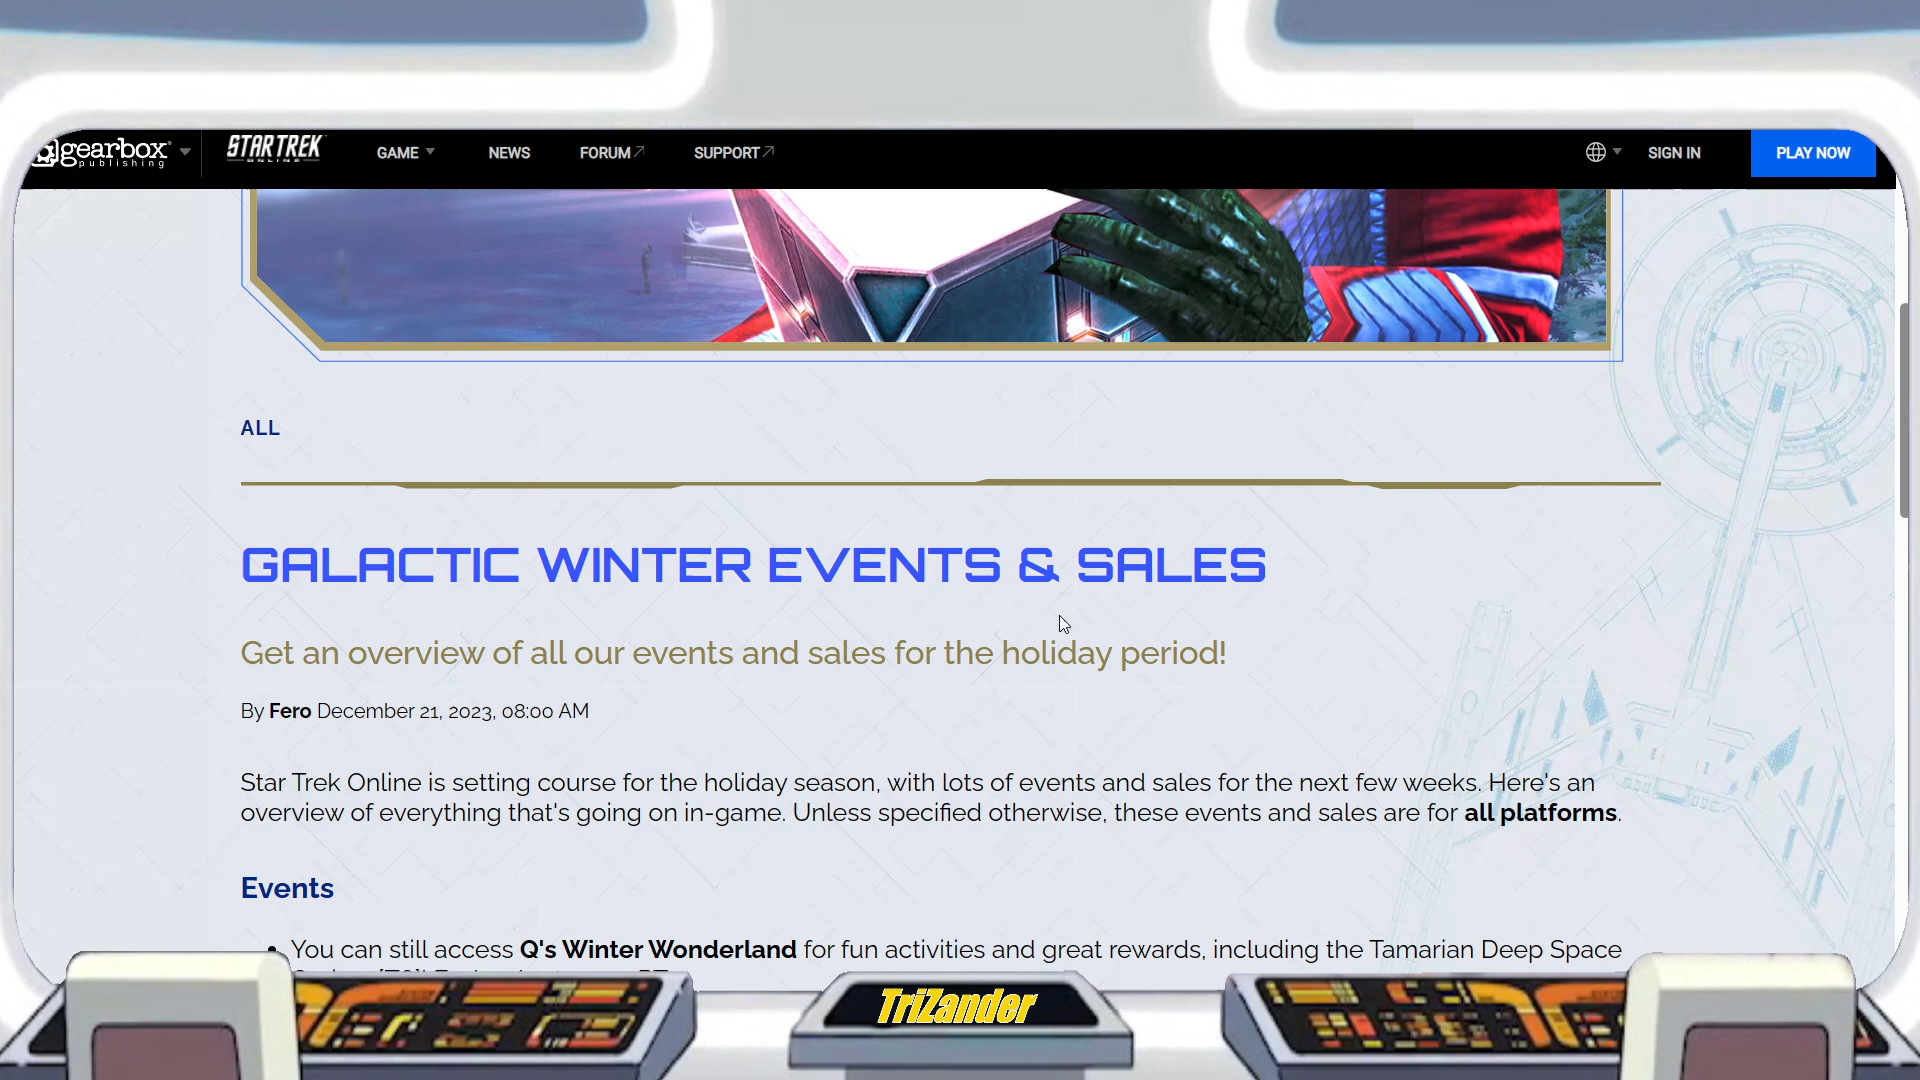 gearbox
publishing
STAR TREK
ONLINE
GAME
NEWS
FORUM
SUPPORT
SIGN IN
PLAY NOW
ALL
GALACTIC WINTER EVENTS & SALES
Get an overview of all our events and sales for the holiday period!
By Fero December 21, 2023, 08:00 AM
Star Trek Online is setting course for the holiday season, with lots of events and sales for the next few weeks. Here's an
overview of everything that's going on in-game. Unless specified otherwise, these events and sales are for all platforms.
Events
You can still access Q's Winter Wonderland for fun activities and great rewards, including the Tamarian Deep Space
TriZander